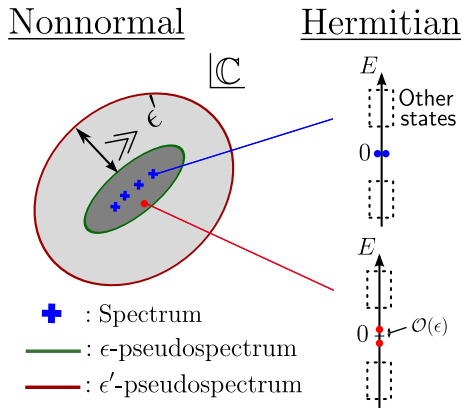 Nonnormal
Hermitian
ℂ
≫ ϵ′
E
Other
states
0
E
0
𝒪(ϵ)
: Spectrum
: ϵ-pseudospectrum
: ϵ′-pseudospectrum